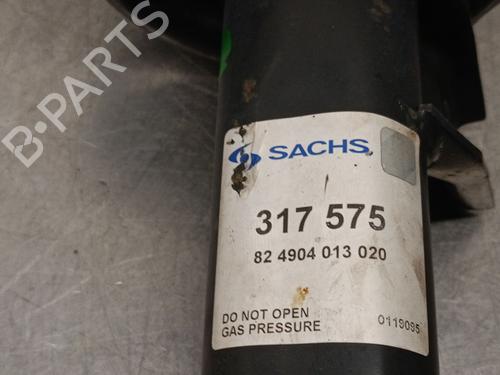 B-PARTS
SACHS
317 575
82 4904 013 020
DO NOT OPEN
GAS PRESSURE
0119095